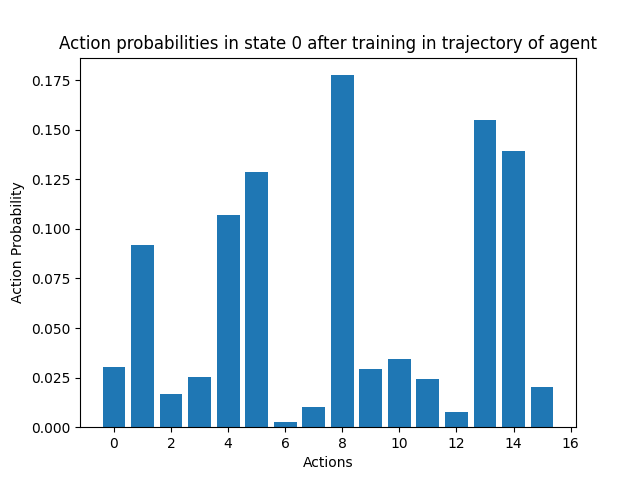 Action probabilities in state 0 after training in trajectory of agent
0.175
0.150
0.125
0.100
0.075
0.050
0.025
0.000
Action Probability
0 2 4 6 8 10 12 14 16
Actions